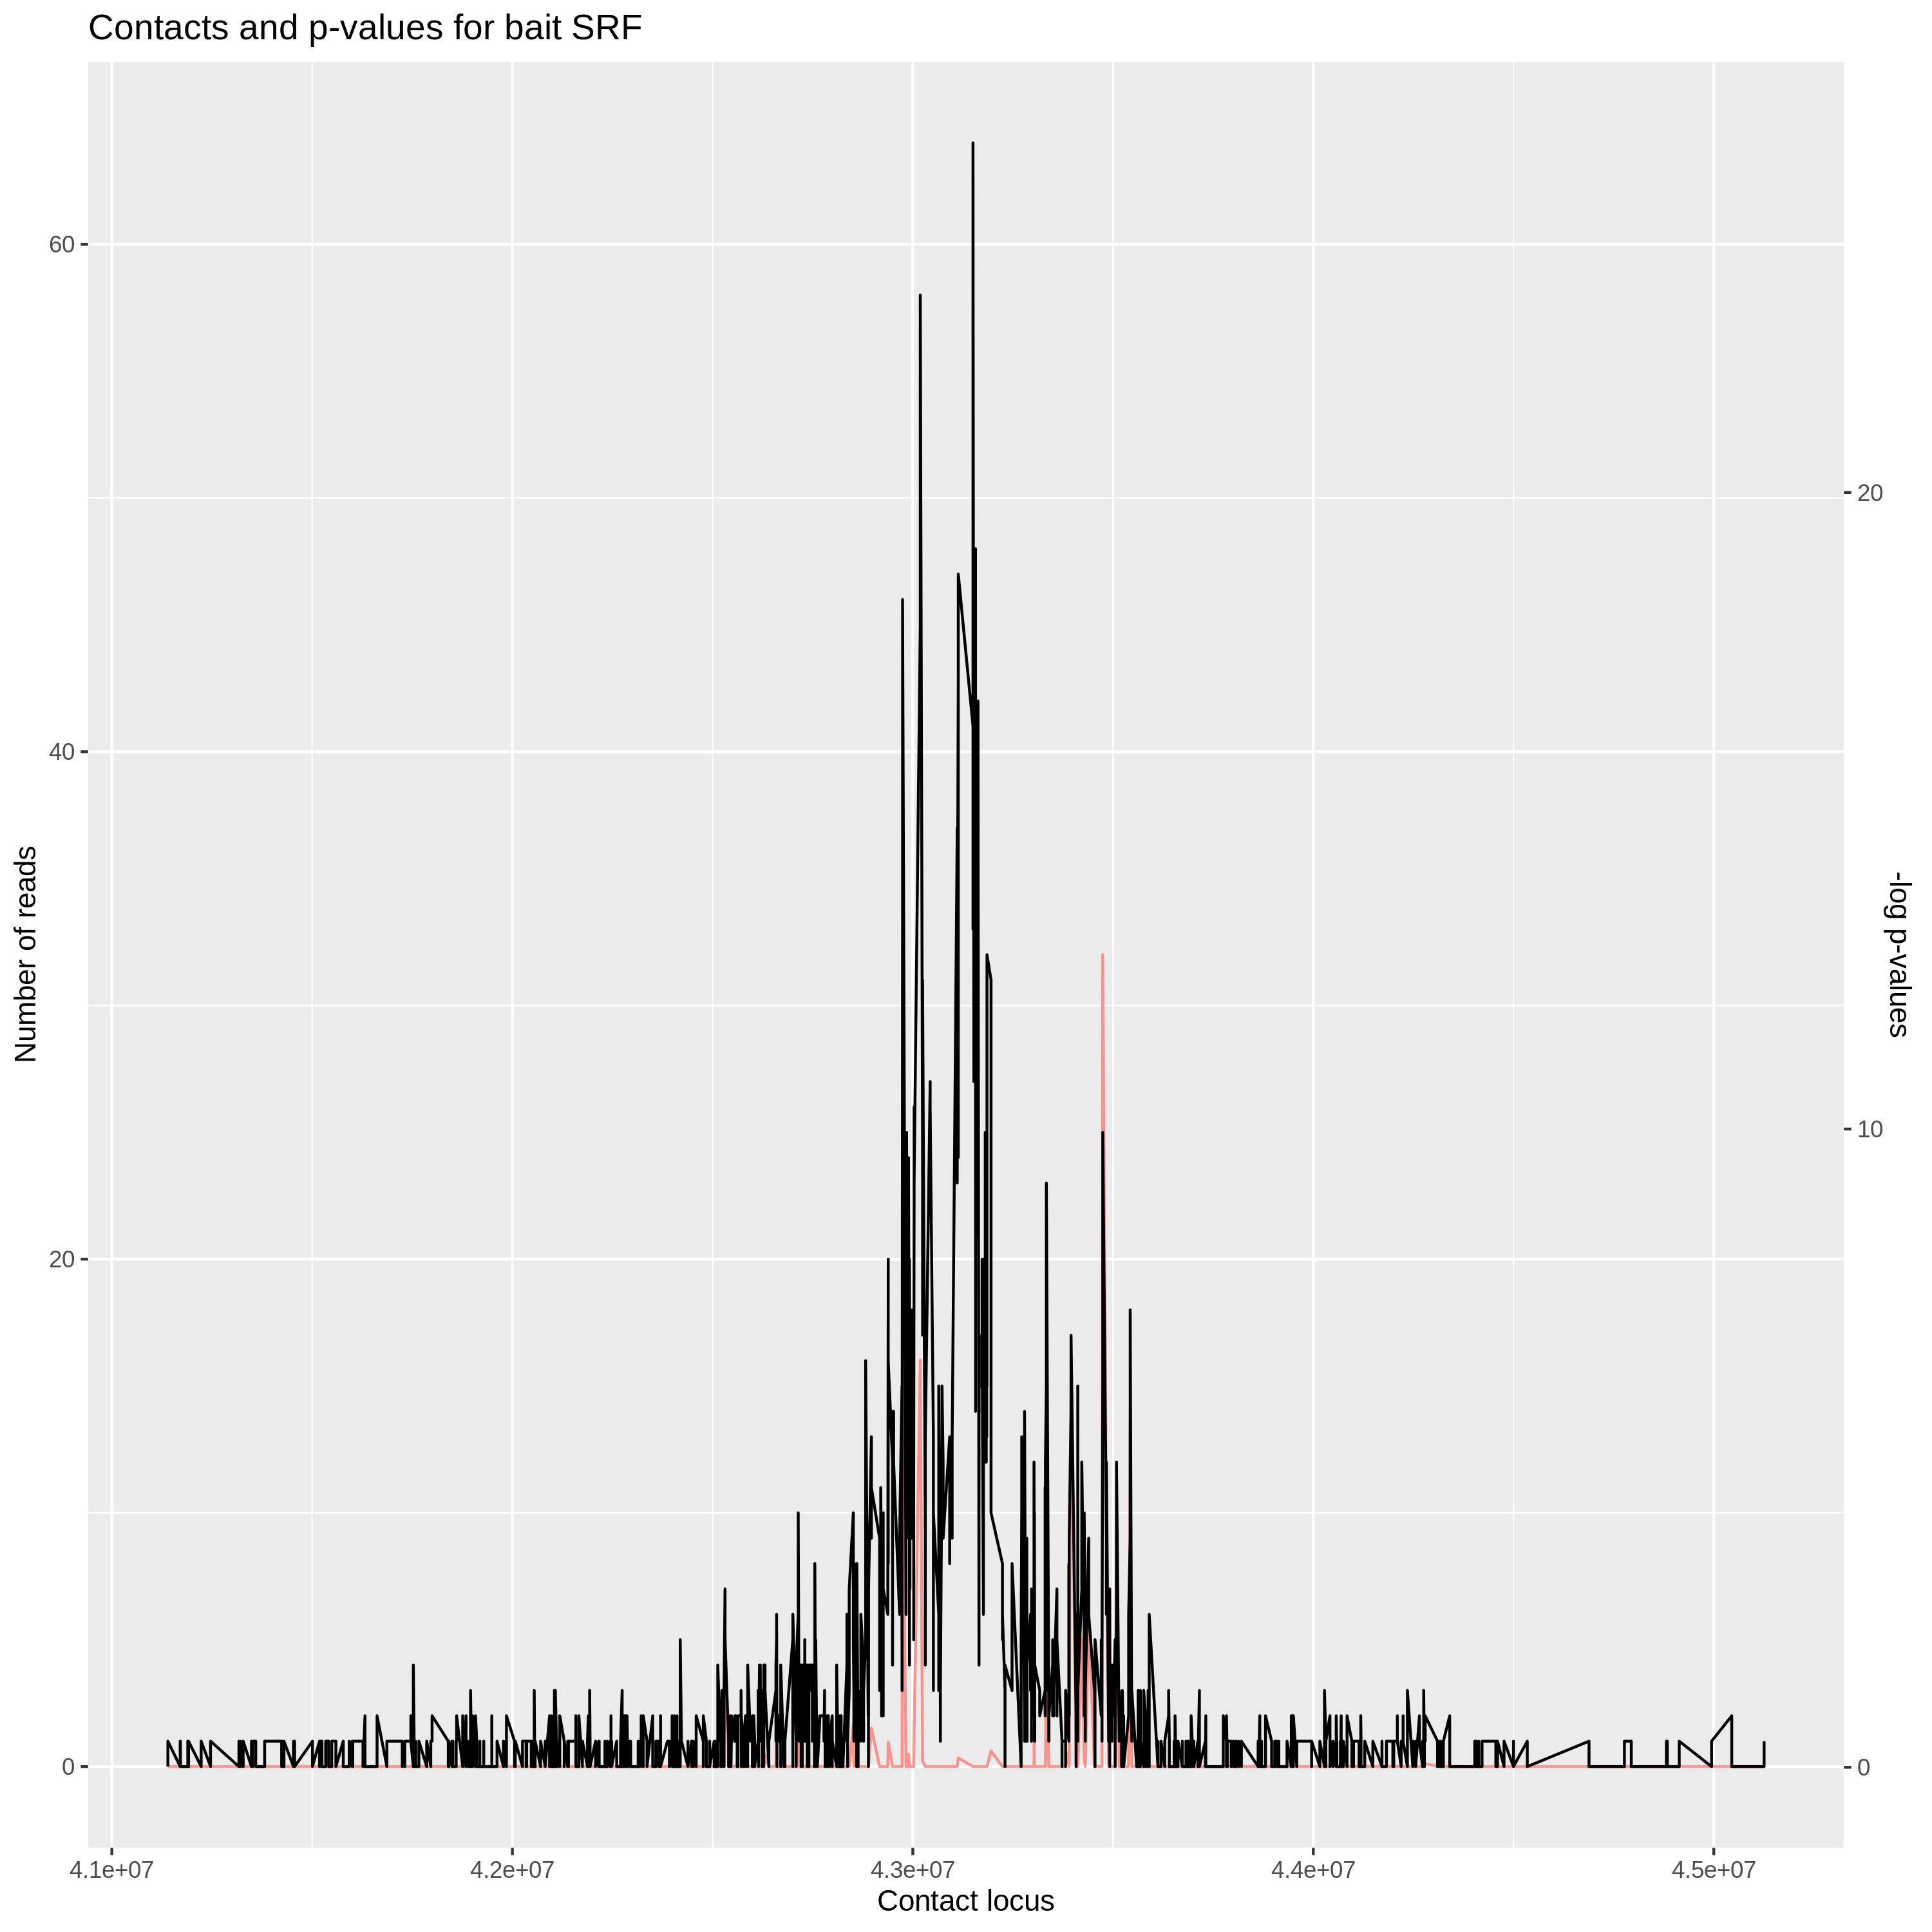 Contacts and p-values for bait SRF
60
40
20
0
Number of reads
20
10
0
-log p-values
4.1e+07
4.2e+07
4.3e+07
4.4e+07
4.5e+07
Contact locus